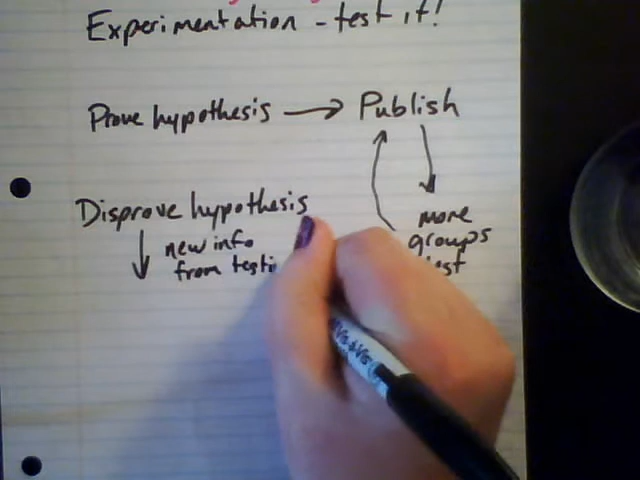 Experimentation - test it!
Prove hypothesis → Publish
Disprove hypothesis
more
groups
new info
from testi